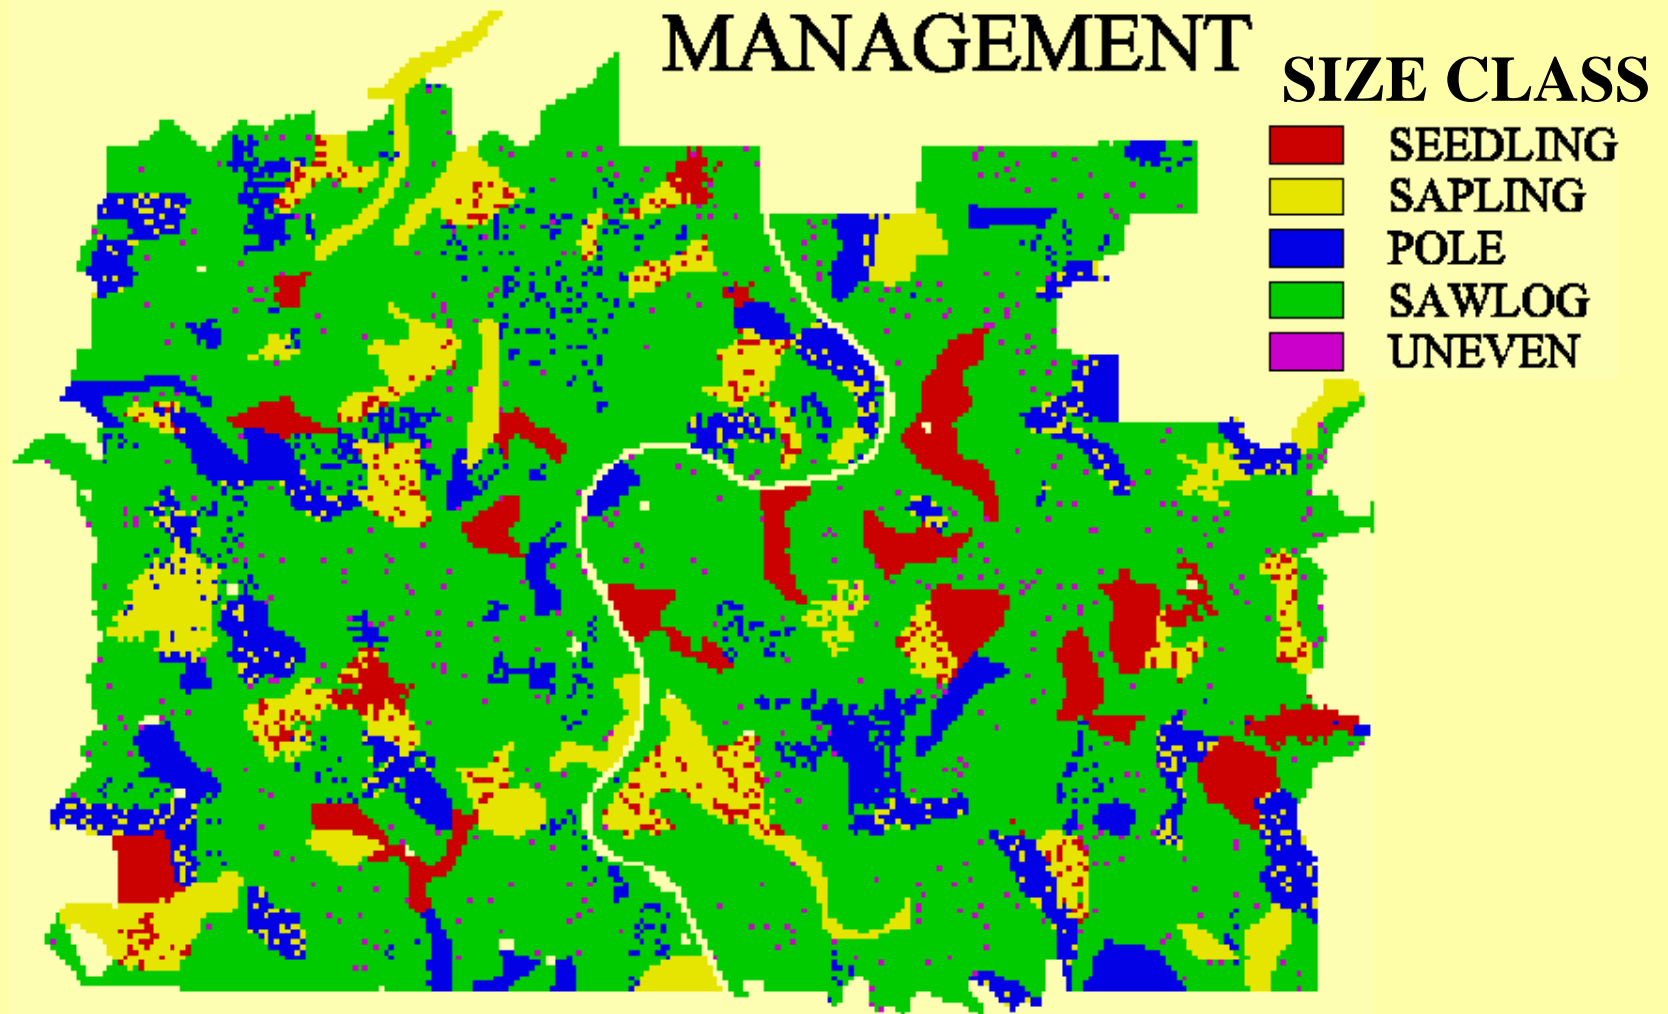 MANAGEMENT
SIZE CLASS
SEEDLING
SAPLING
POLE
SAWLOG
UNEVEN